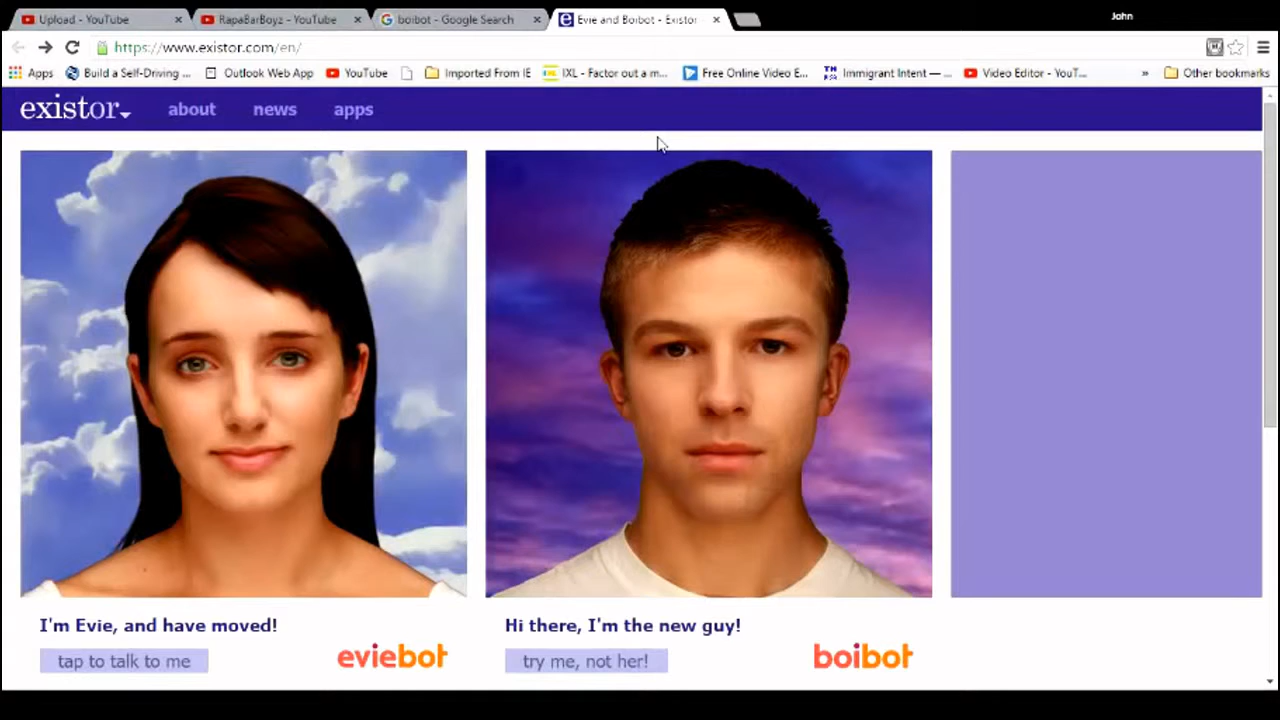 Upload - YouTube
RapaBarBoyz - YouTube
boibot - Google Search
Evie and Boibot - Existor
John
https://www.existor.com/en/
Apps
Build a Self-Driving ...
Outlook Web App
YouTube
Imported From IE
IXL - Factor out a m...
Free Online Video E...
Immigrant Intent — ...
Video Editor - YouT...
»
Other bookmarks
existor
about
news
apps
I'm Evie, and have moved!
tap to talk to me
eviebot
Hi there, I'm the new guy!
try me, not her!
boibot